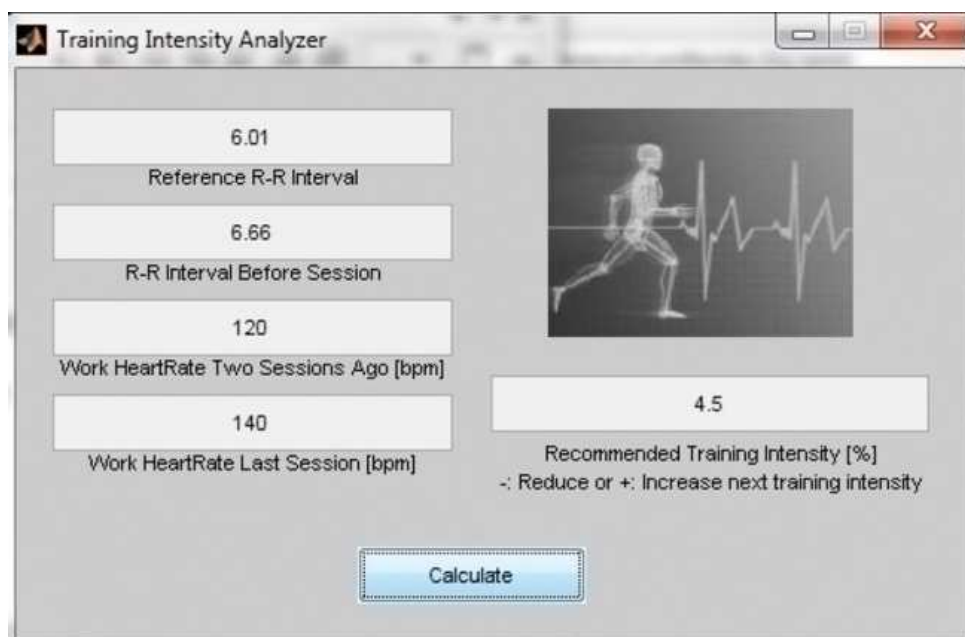 Training Intensity Analyzer
6.01
Reference R-R Interval
6.66
R-R Interval Before Session
120
Work HeartRate Two Sessions Ago [bpm]
140
Work HeartRate Last Session [bpm]
4.5
Recommended Training Intensity [%]
-: Reduce or +: Increase next training intensity
Calculate